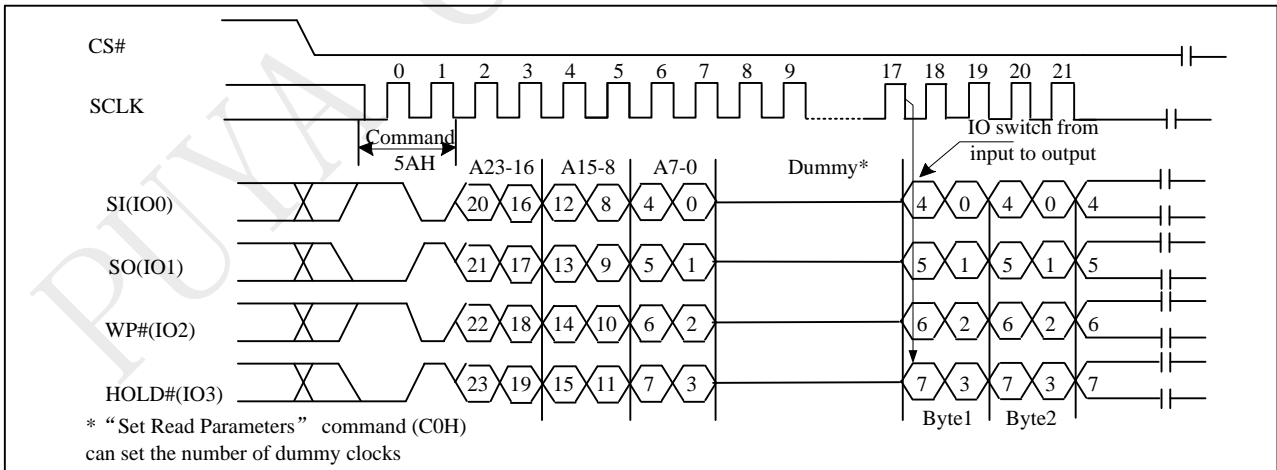 PUYA
CS#
0 1 2 3 4 5 6 7 8 9 17 18 19 20 21
SCLK
Command
5AH
IO switch from
input to output
A23-16 A15-8 A7-0 Dummy*
SI(IO0) 20 16 12 8 4 0 4 0 4 0 4
SO(IO1) 21 17 13 9 5 1 5 1 5 1 5
WP#(IO2) 22 18 14 10 6 2 6 2 6 2 6
HOLD#(IO3) 23 19 15 11 7 3 7 3 7 3 7
Byte1 Byte2
* “Set Read Parameters” command (C0H)
can set the number of dummy clocks